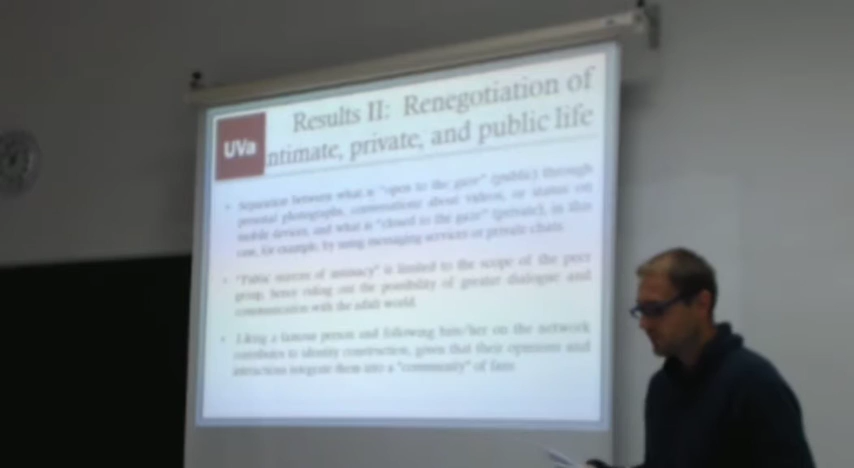 Results II: Renegotiation of
UVa
ntimate, private, and public life
Separation between what is "open to the gaze" (public) through
personal photographs, conversations about videos, or status on
mobile devices, and what is "closed to the gaze" (private), in this
case, for example, by using messaging services or private chats.
"Public of intimacy" is limited to the scope of the peer
group, hence ruling out the possibility of greater dialogue and
communication with the adult world.
Liking a famous person and following him/her on the network
contributes to identity construction, given that their opinions and
interactions integrate them into a "community" of fans